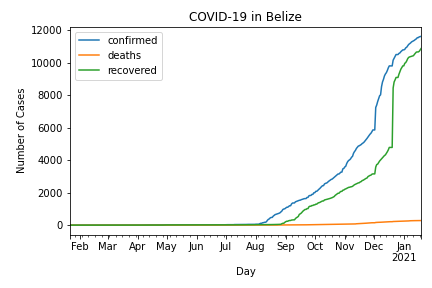 COVID-19 in Belize
confirmed
deaths
recovered
Number of Cases
12000
10000
8000
6000
4000
2000
0
Feb Mar Apr May Jun Jul Aug Sep Oct Nov Dec Jan
2021
Day